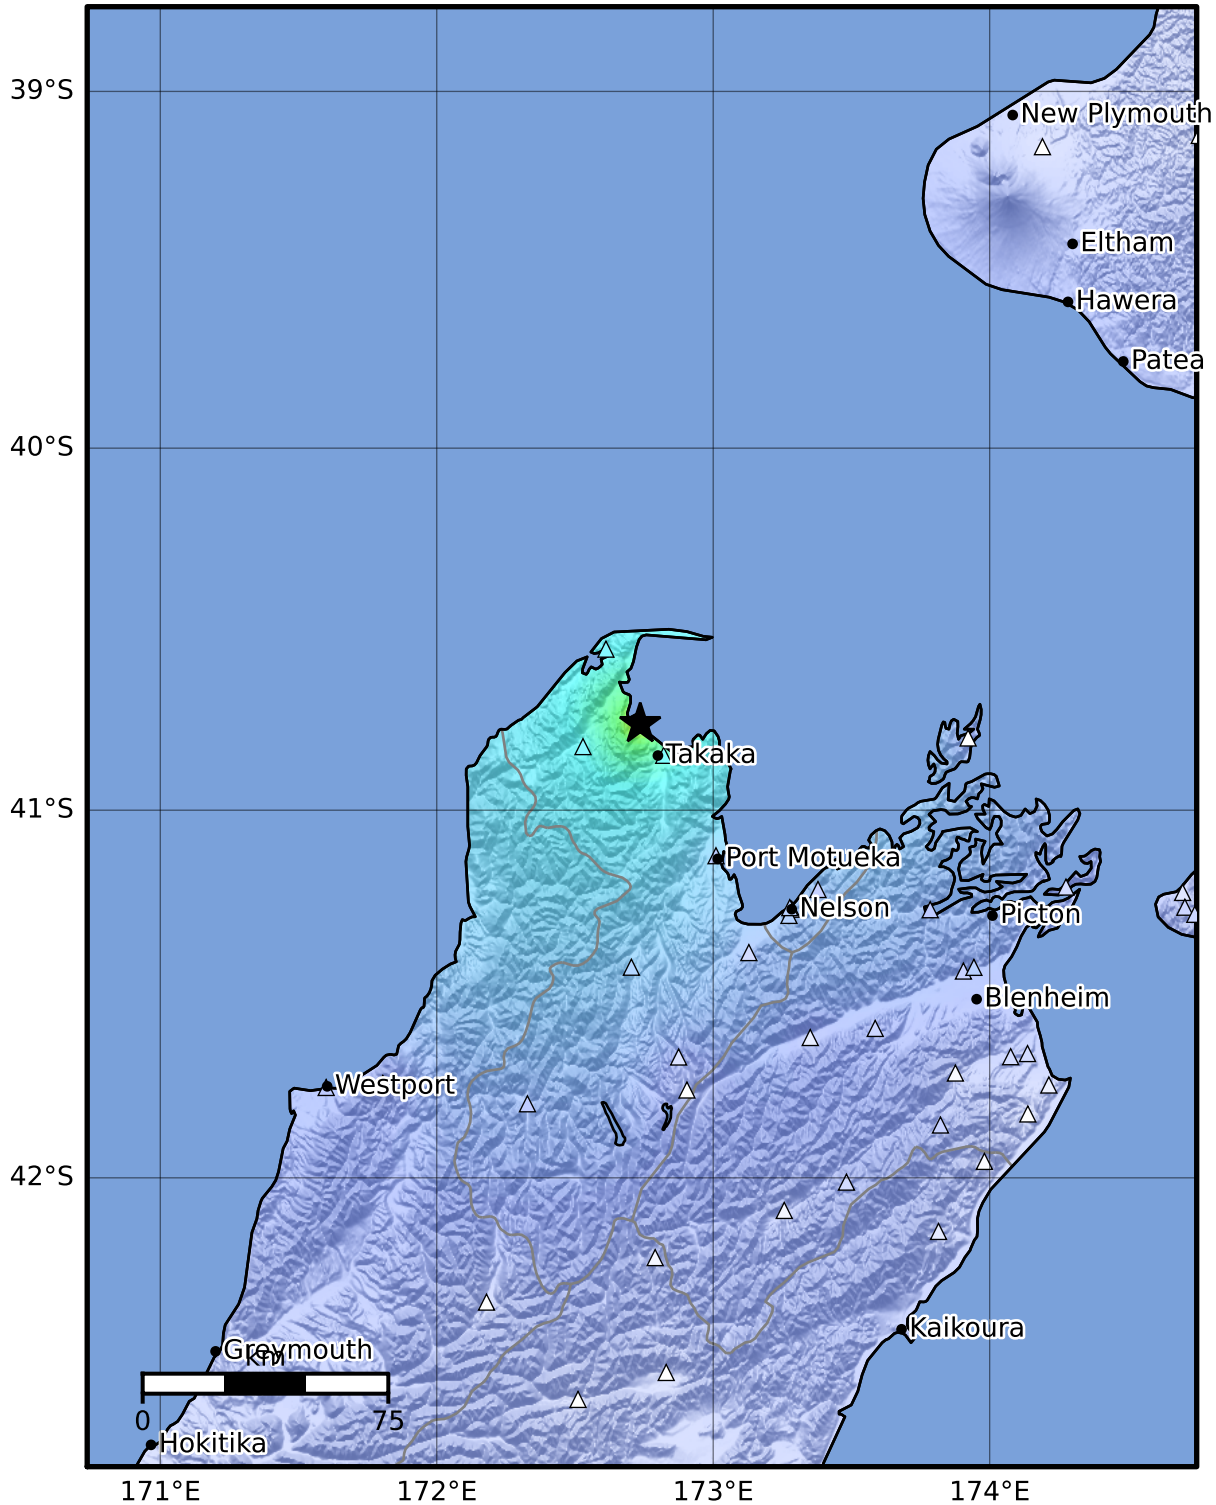 39°S
New Plymouth
Eltham
Hawera
Patea
40°S
Takaka
41°S
Port Motueka
Nelson
Picton
Blenheim
Westport
42°S
Kaikoura
Greymouth
km
0
75
Hokitika
171°E
172°E
173°E
174°E